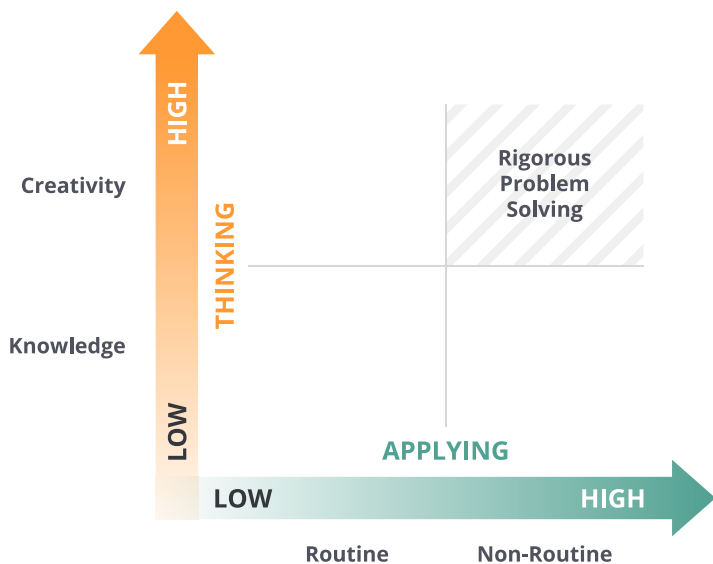 HIGH
Creativity
Rigorous
Problem
Solving
THINKING
Knowledge
LOW
APPLYING
LOW
HIGH
Routine
Non-Routine